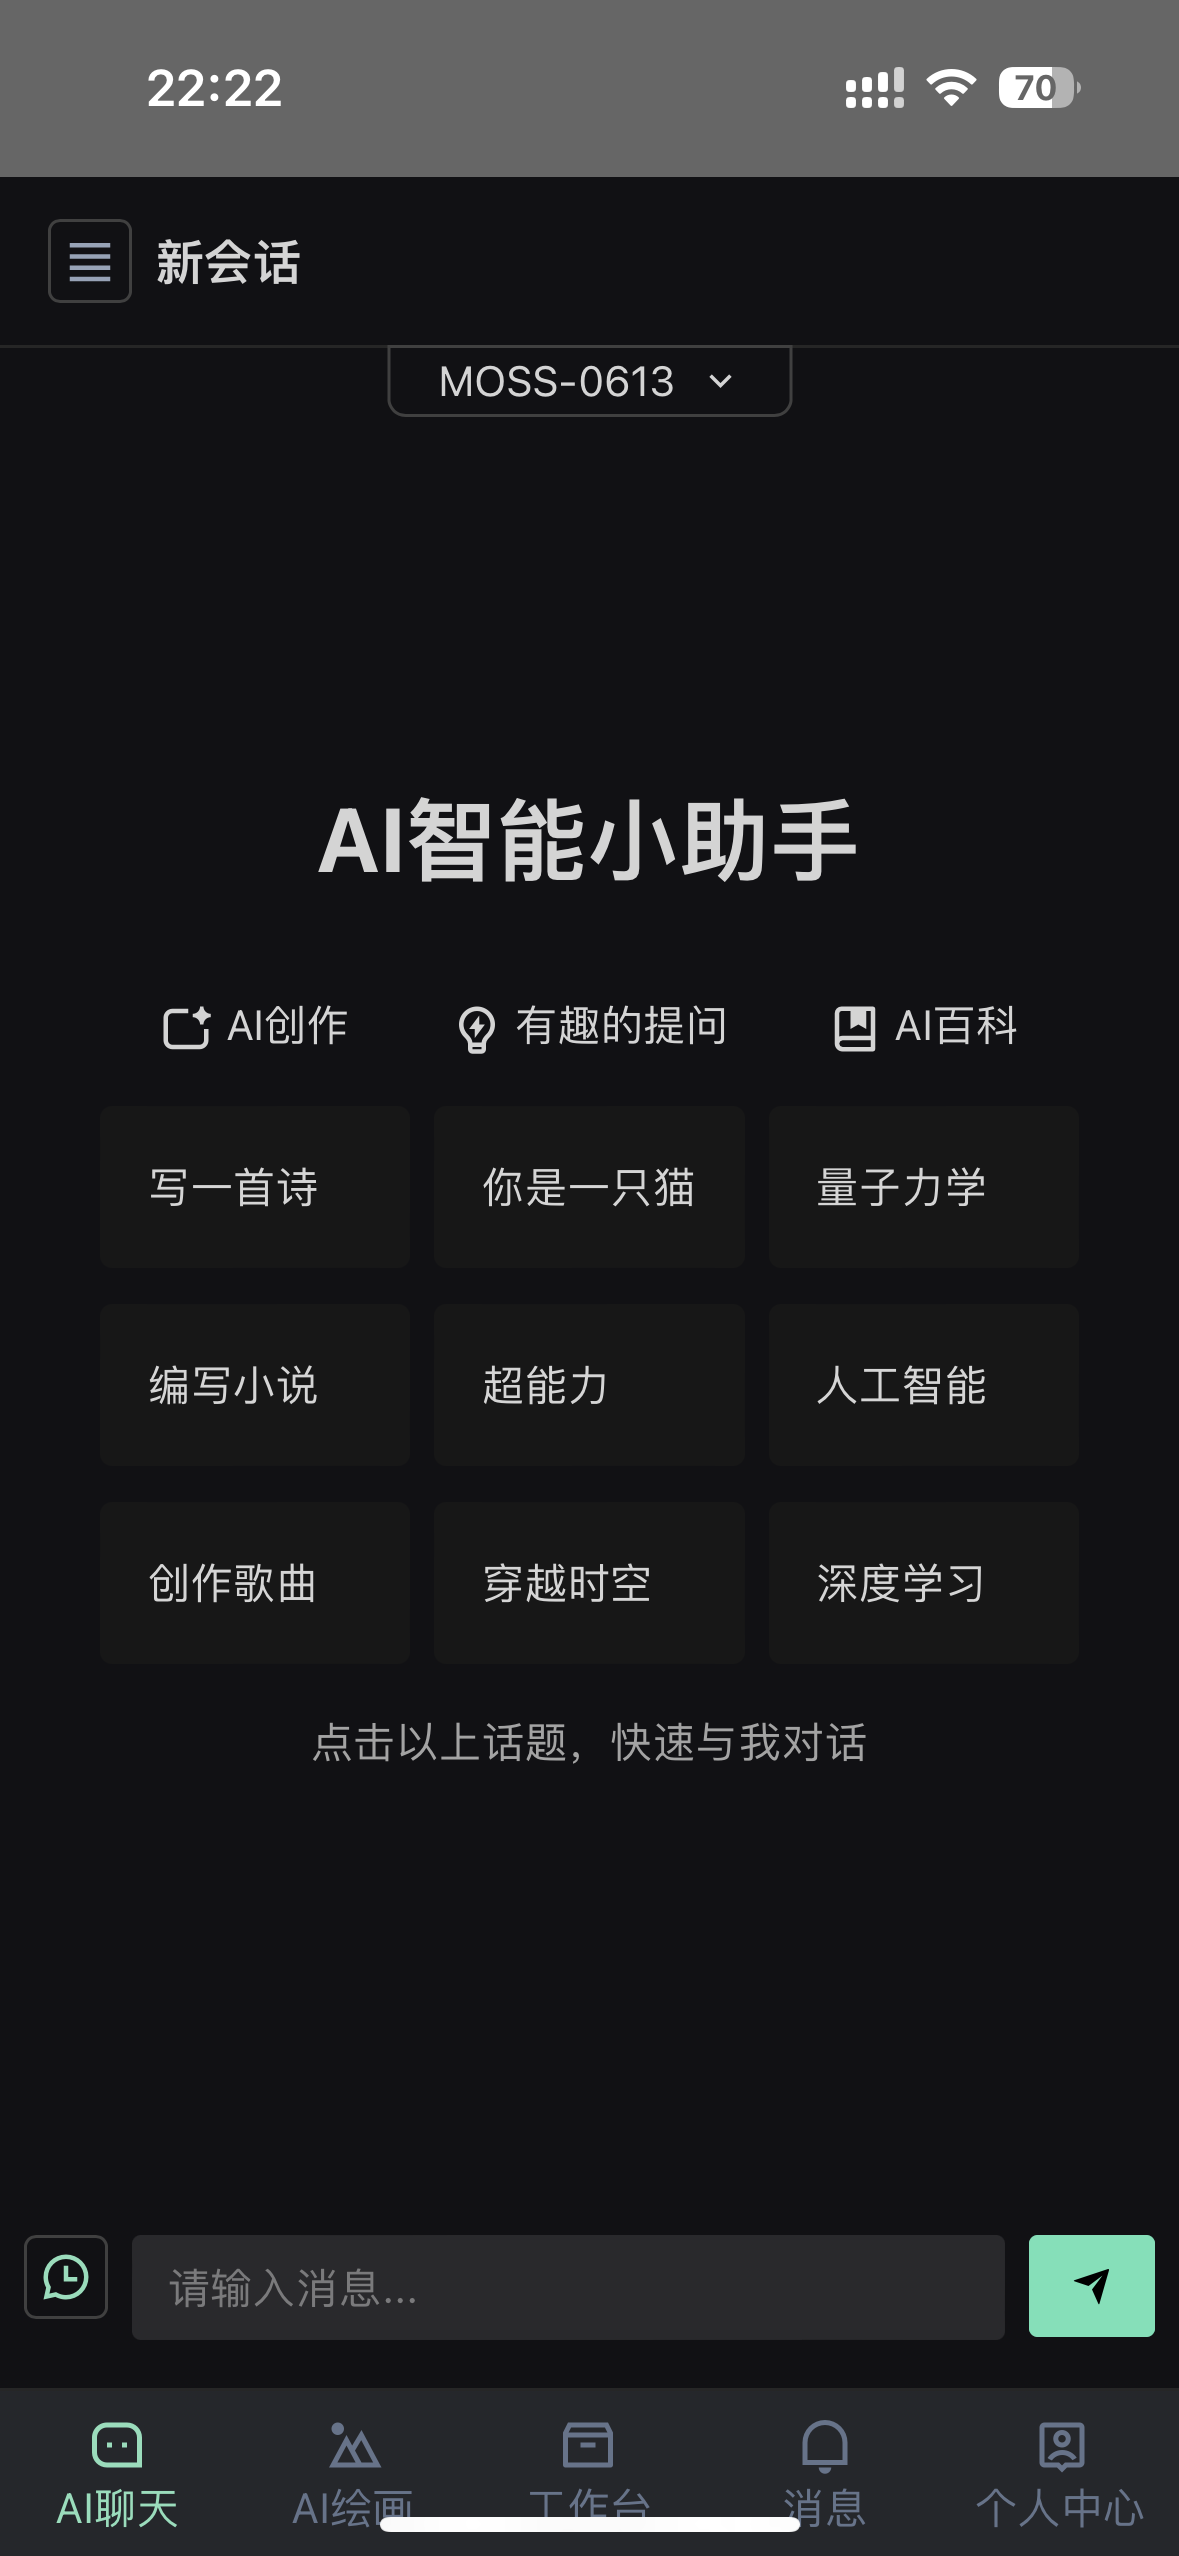 22:22
70
新会话
MOSS-0613
AI智能小助手
AI创作
有趣的提问
AI百科
写一首诗
你是一只猫
量子力学
编写小说
超能力
人工智能
创作歌曲
穿越时空
深度学习
点击以上话题，快速与我对话
请输入消息...
AI聊天
AI绘画
工作台
消息
个人中心